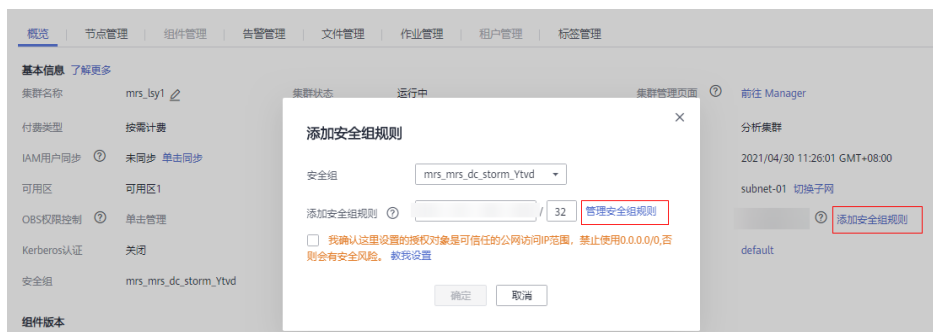 概览 节点管理 组件管理 告警管理 文件管理 作业管理 租户管理 标签管理
基本信息 了解更多
集群名称 mrs_lsy1 集群状态 运行中 集群管理页面 前往 Manager
付费类型 按需计费 分析集群
IAM用户同步 未同步 单击同步 2021/04/30 11:26:01 GMT+08:00
可用区 可用区1 subnet-01 切换子网
OBS权限控制 单击管理 添加安全组规则
Kerberos认证 关闭 default
安全组 mrs_mrs_dc_storm_Ytvd
组件版本
添加安全组规则
安全组 mrs_mrs_dc_storm_Ytvd
添加安全组规则 / 32 管理安全组规则
我确认这里设置的授权对象是可信任的公网访问IP范围，禁止使用0.0.0.0/0,否
则会有安全风险。 教我设置
确定 取消